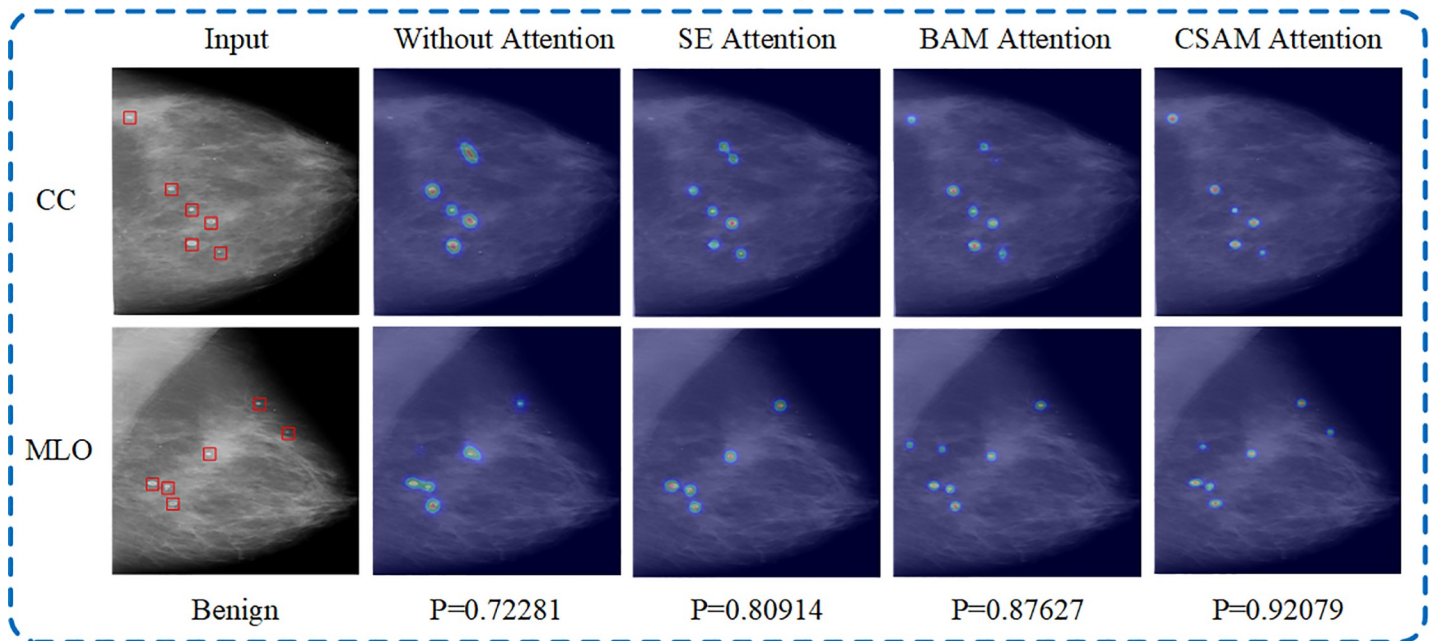 Input Without Attention SE Attention BAM Attention CSAM Attention
CC
MLO
Benign P=0.72281 P=0.80914 P=0.87627 P=0.92079